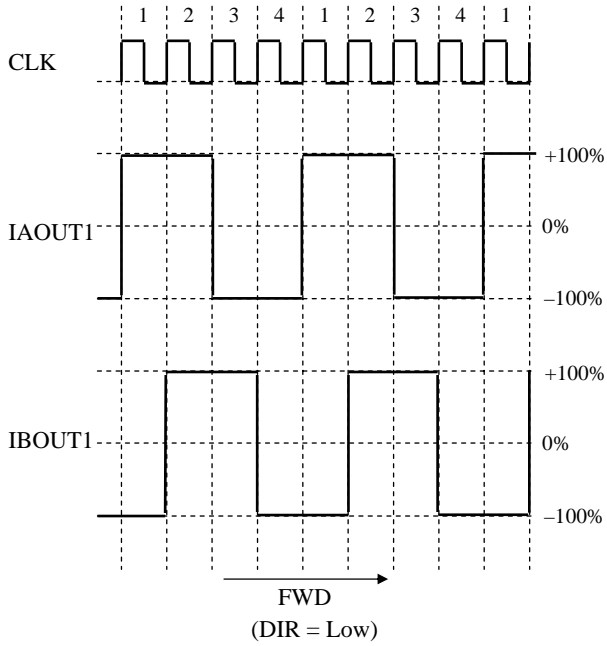 1 2 3 4 1 2 3 4 1
CLK
+100%
IAOUT1
0%
–100%
+100%
IBOUT1
0%
–100%
FWD
(DIR = Low)